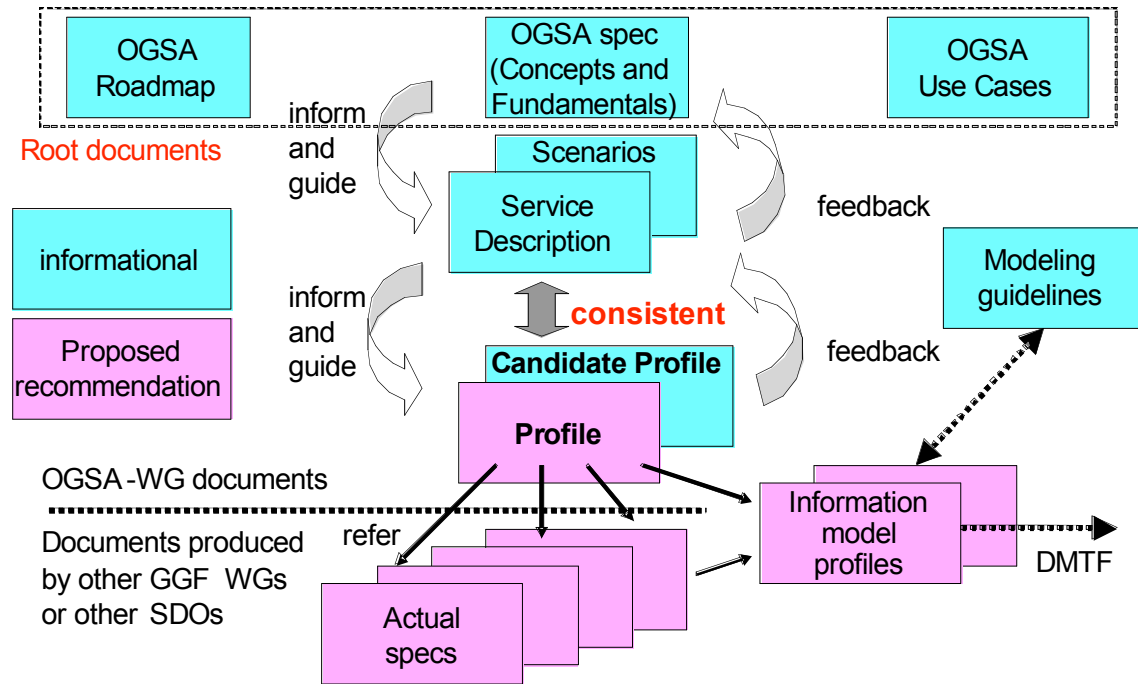 OGSA
Roadmap
OGSA spec
(Concepts and
Fundamentals)
OGSA
Use Cases
Root documents
inform
and
guide
Scenarios
Service
Description
feedback
informational
Proposed
recommendation
inform
and
guide
consistent
feedback
Modeling
guidelines
Candidate Profile
Profile
OGSA-WG documents
Documents produced
by other GGF WGs
or other SDOs
refer
Actual
specs
Information
model
profiles
DMTF